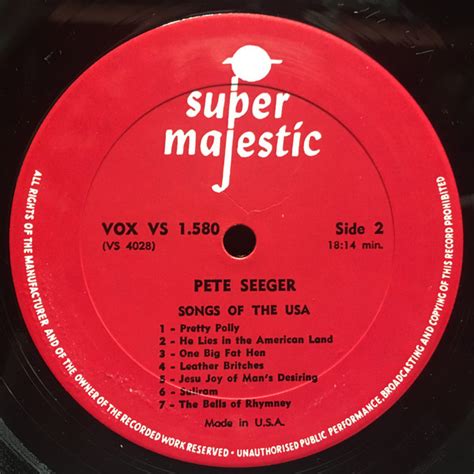 super
majestic
VOX VS 1.580
Side 2
(VS 4028)
18:14 min.
PETE SEEGER
SONGS OF THE USA
1 - Pretty Polly
2 - He Lies in the American Land
3 - One Big Fat Hen
4 - Leather Britches
5 - Josu Joy of Man's Desiring
6 - Suliram
7 - The Bells of Rhymney
Made in U.S.A.
ALL RIGHTS OF THE MANUFACTURER AND OF THE OWNER OF THE RECORDED WORK RESERVED - UNAUTHORISED PUBLIC PERFORMANCE, BROADCASTING AND COPYING OF THIS RECORD PROHIBITED